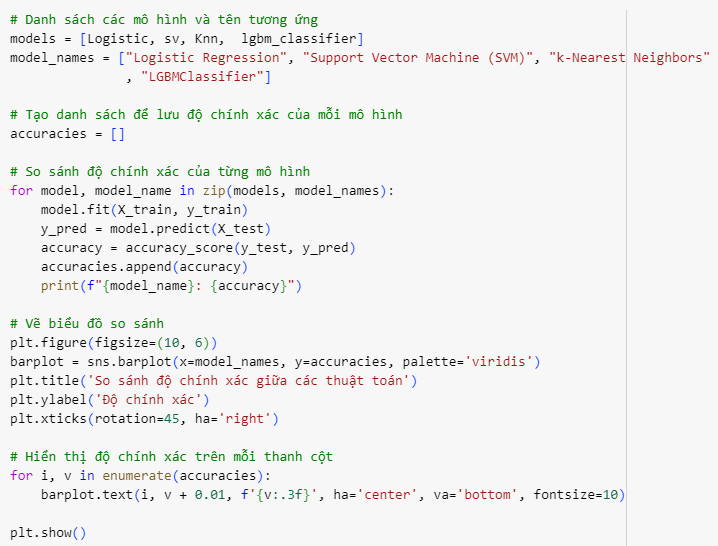 # Danh sách các mô hình và tên tương ứng
models = [Logistic, sv, Knn,  lgbm_classifier]
model_names = ["Logistic Regression", "Support Vector Machine (SVM)", "k-Nearest Neighbors"
               , "LGBMClassifier"]

# Tạo danh sách để lưu độ chính xác của mỗi mô hình
accuracies = []

# So sánh độ chính xác của từng mô hình
for model, model_name in zip(models, model_names):
    model.fit(X_train, y_train)
    y_pred = model.predict(X_test)
    accuracy = accuracy_score(y_test, y_pred)
    accuracies.append(accuracy)
    print(f"{model_name}: {accuracy}")

# Vẽ biểu đồ so sánh
plt.figure(figsize=(10, 6))
barplot = sns.barplot(x=model_names, y=accuracies, palette='viridis')
plt.title('So sánh độ chính xác giữa các thuật toán')
plt.ylabel('Độ chính xác')
plt.xticks(rotation=45, ha='right')

# Hiển thị độ chính xác trên mỗi thanh cột
for i, v in enumerate(accuracies):
    barplot.text(i, v + 0.01, f'{v:.3f}', ha='center', va='bottom', fontsize=10)

plt.show()